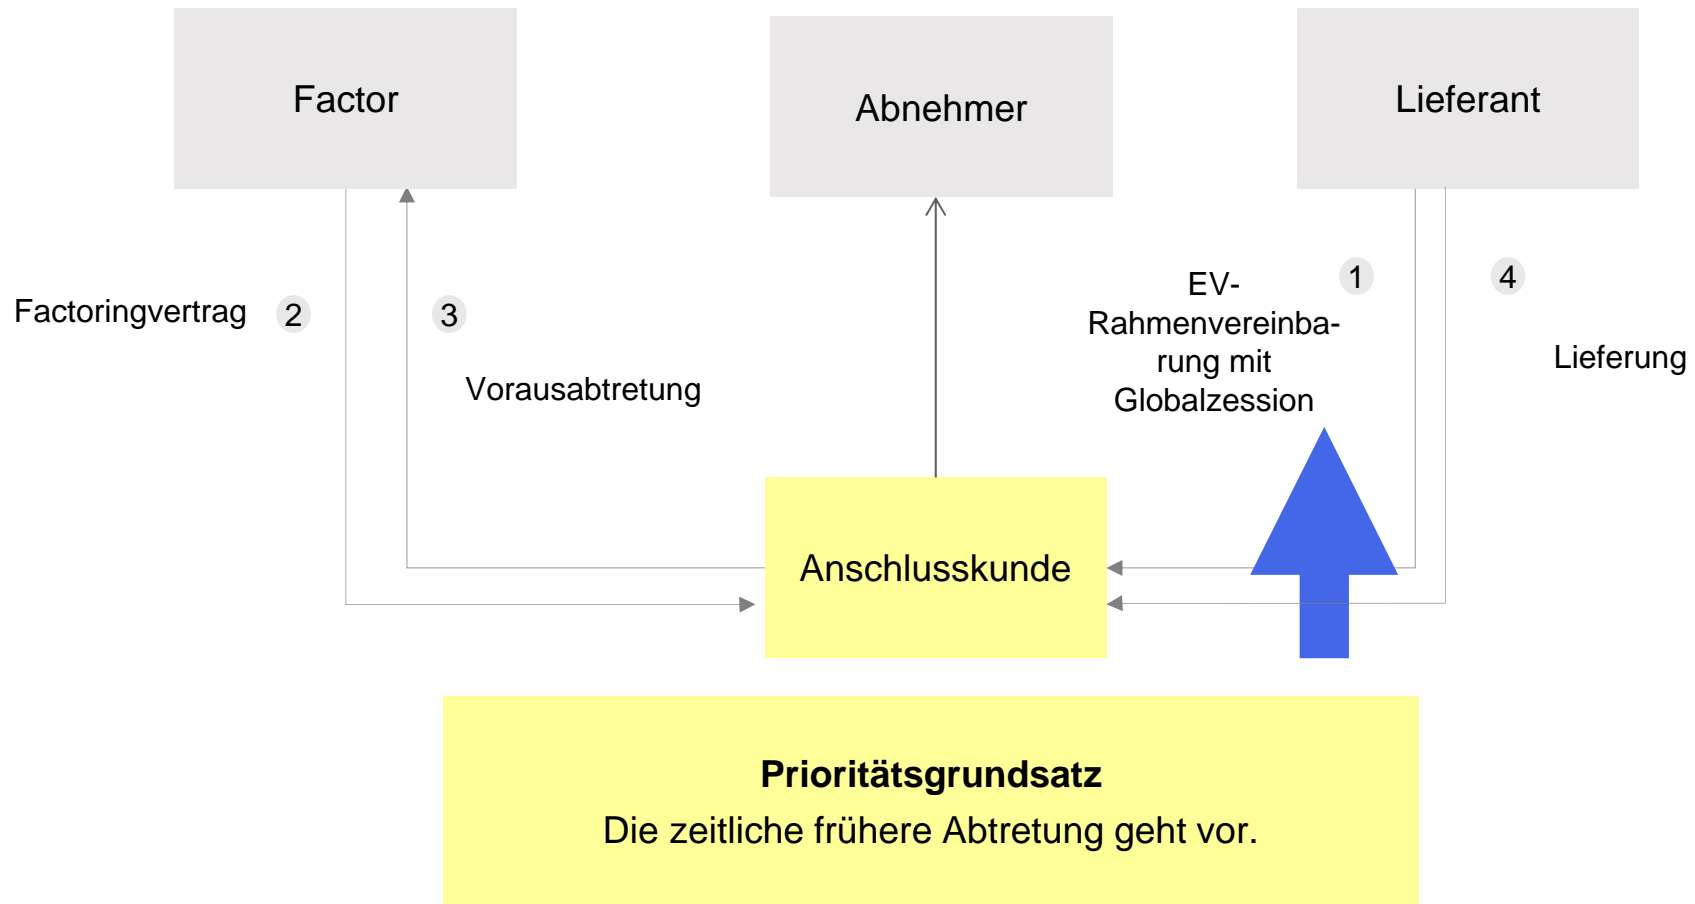 Factor
Abnehmer
Lieferant
Factoringvertrag
2
3
Vorausabtretung
EV-
Rahmenvereinba-
rung mit
Globalzession
1
4
Lieferung
Anschlusskunde
Prioritätsgrundsatz
Die zeitliche frühere Abtretung geht vor.